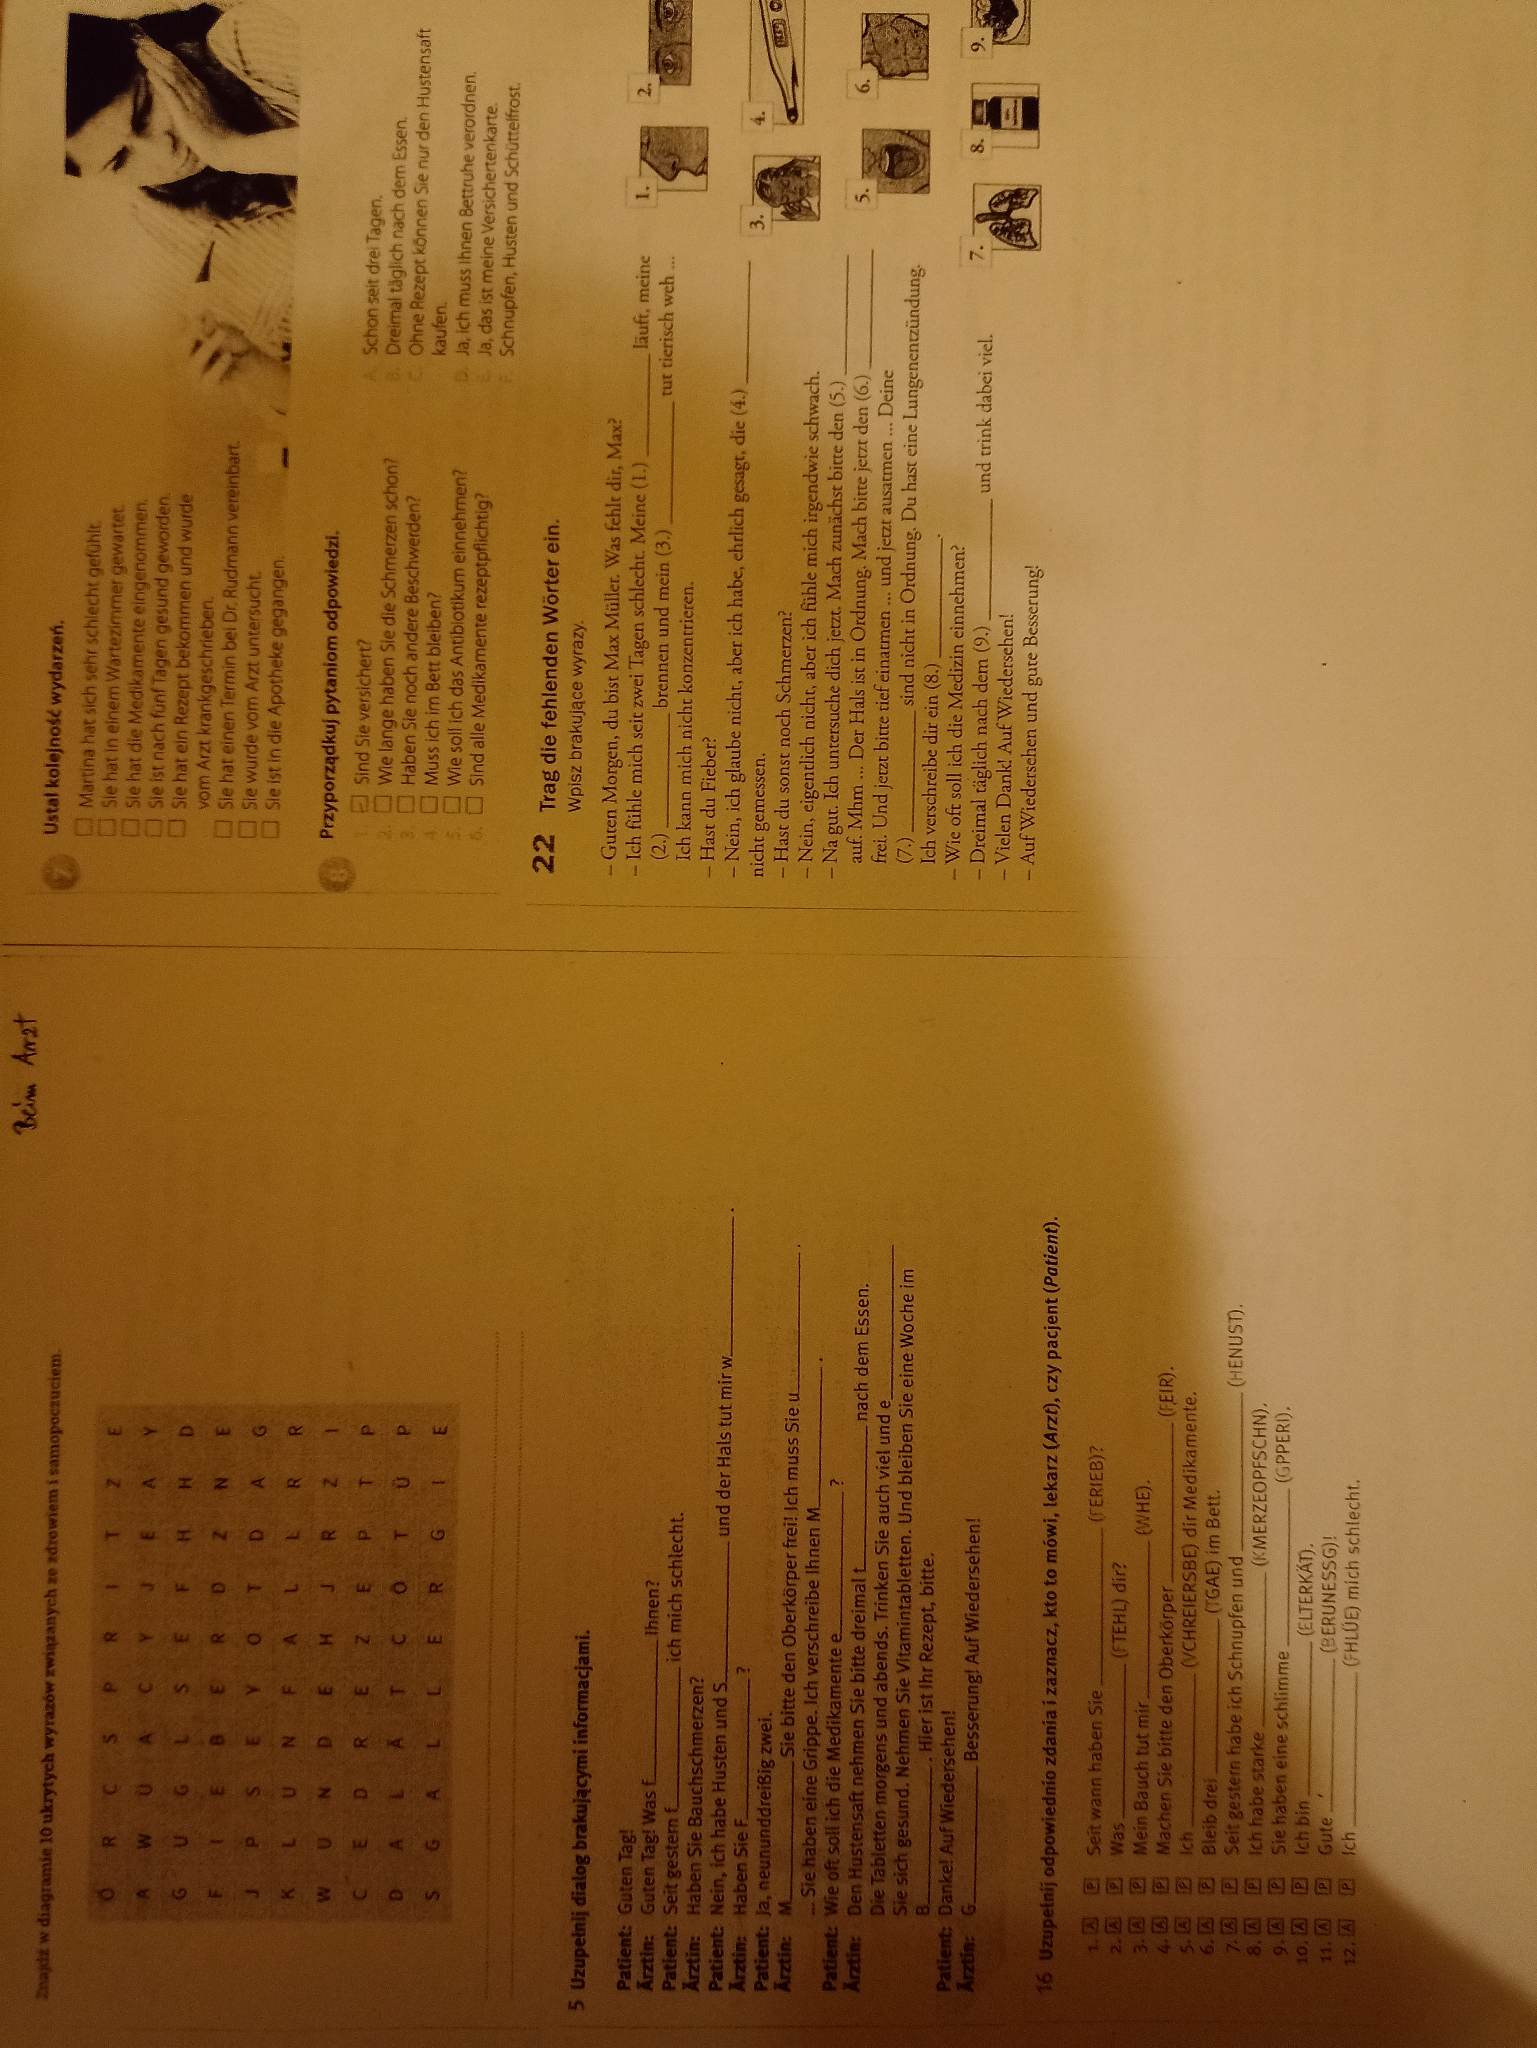 Beim Arzt
Znajdź w diagramie 10 ukrytych wyrazów związanych ze zdrowiem i samopoczuciem.
Ö R C S P R I T Z E
A W Ü A C Y J E A Y
G U G L S E F H H D
F I E B E R D Z N E
J P S E Y O T D A G
K L U N F A L L R R
W U N D E H J R Z I
C E D R E Z E P T P
D A L Ä T C Ö T Ü P
S G A L L E R G I E
5 Uzupełnij dialog brakującymi informacjami.
Patient: Guten Tag!
Ärztin: Guten Tag! Was f__________ Ihnen?
Patient: Seit gestern f__________ ich mich schlecht.
Ärztin: Haben Sie Bauchschmerzen?
Patient: Nein, ich habe Husten und S__________ und der Hals tut mir w__________.
Ärztin: Haben Sie F__________?
Patient: Ja, neununddreißig zwei.
Ärztin: M__________ Sie bitte den Oberkörper frei! Ich muss Sie u__________.
... Sie haben eine Grippe. Ich verschreibe Ihnen M__________.
Patient: Wie oft soll ich die Medikamente e__________?
Ärztin: Den Hustensaft nehmen Sie bitte dreimal t__________ nach dem Essen.
Die Tabletten morgens und abends. Trinken Sie auch viel und e__________
Sie sich gesund. Nehmen Sie Vitamintabletten. Und bleiben Sie eine Woche im
B__________. Hier ist Ihr Rezept, bitte.
Patient: Danke! Auf Wiedersehen!
Ärztin: G__________ Besserung! Auf Wiedersehen!
16 Uzupełnij odpowiednio zdania i zaznacz, kto to mówi, lekarz (Arzt), czy pacjent (Patient).
1. A P Seit wann haben Sie __________ (FERIEB)?
2. A P Was __________ (FTEHL) dir?
3. A P Mein Bauch tut mir __________ (WHE).
4. A P Machen Sie bitte den Oberkörper __________ (FEIR).
5. A P Ich __________ (VCHREIERSBE) dir Medikamente.
6. A P Bleib drei __________ (TGAE) im Bett.
7. A P Seit gestern habe ich Schnupfen und __________ (HENUST).
8. A P Ich habe starke __________ (KMERZEOPFSCHN).
9. A P Sie haben eine schlimme __________ (GPPERI).
10. A P Ich bin __________ (ELTERKÄT).
11. A P Gute __________ (BERUNESSG)!
12. A P Ich __________ (FHLÜE) mich schlecht.
7 Ustal kolejność wydarzeń.
Martina hat sich sehr schlecht gefühlt.
Sie hat in einem Wartezimmer gewartet.
Sie hat die Medikamente eingenommen.
Sie ist nach fünf Tagen gesund geworden.
Sie hat ein Rezept bekommen und wurde
vom Arzt krankgeschrieben.
Sie hat einen Termin bei Dr. Rudmann vereinbart.
Sie wurde vom Arzt untersucht.
Sie ist in die Apotheke gegangen.
8 Przyporządkuj pytaniom odpowiedzi.
1. Sind Sie versichert?
2. Wie lange haben Sie die Schmerzen schon?
3. Haben Sie noch andere Beschwerden?
4. Muss ich im Bett bleiben?
5. Wie soll ich das Antibiotikum einnehmen?
6. Sind alle Medikamente rezeptpflichtig?
A. Schon seit drei Tagen.
B. Dreimal täglich nach dem Essen.
C. Ohne Rezept können Sie nur den Hustensaft
kaufen.
D. Ja, ich muss Ihnen Bettruhe verordnen.
E. Ja, das ist meine Versichertenkarte.
F. Schnupfen, Husten und Schüttelfrost.
22 Trag die fehlenden Wörter ein.
Wpisz brakujące wyrazy.
– Guten Morgen, du bist Max Müller. Was fehlt dir, Max?
– Ich fühle mich seit zwei Tagen schlecht. Meine (1.) __________ läuft, meine
(2.) __________ brennen und mein (3.) __________ tut tierisch weh ...
Ich kann mich nicht konzentrieren.
– Hast du Fieber?
– Nein, ich glaube nicht, aber ich habe, ehrlich gesagt, die (4.) __________
nicht gemessen.
– Hast du sonst noch Schmerzen?
– Nein, eigentlich nicht, aber ich fühle mich irgendwie schwach.
– Na gut. Ich untersuche dich jetzt. Mach zunächst bitte den (5.) __________
auf. Mhm ... Der Hals ist in Ordnung. Mach bitte jetzt den (6.) __________
frei. Und jetzt bitte tief einatmen ... und jetzt ausatmen ... Deine
(7.) __________ sind nicht in Ordnung. Du hast eine Lungenentzündung.
Ich verschreibe dir ein (8.) __________.
– Wie oft soll ich die Medizin einnehmen?
– Dreimal täglich nach dem (9.) __________ und trink dabei viel.
– Vielen Dank! Auf Wiedersehen!
– Auf Wiedersehen und gute Besserung!
1.
2.
3.
4.
5.
6.
7.
8.
9.